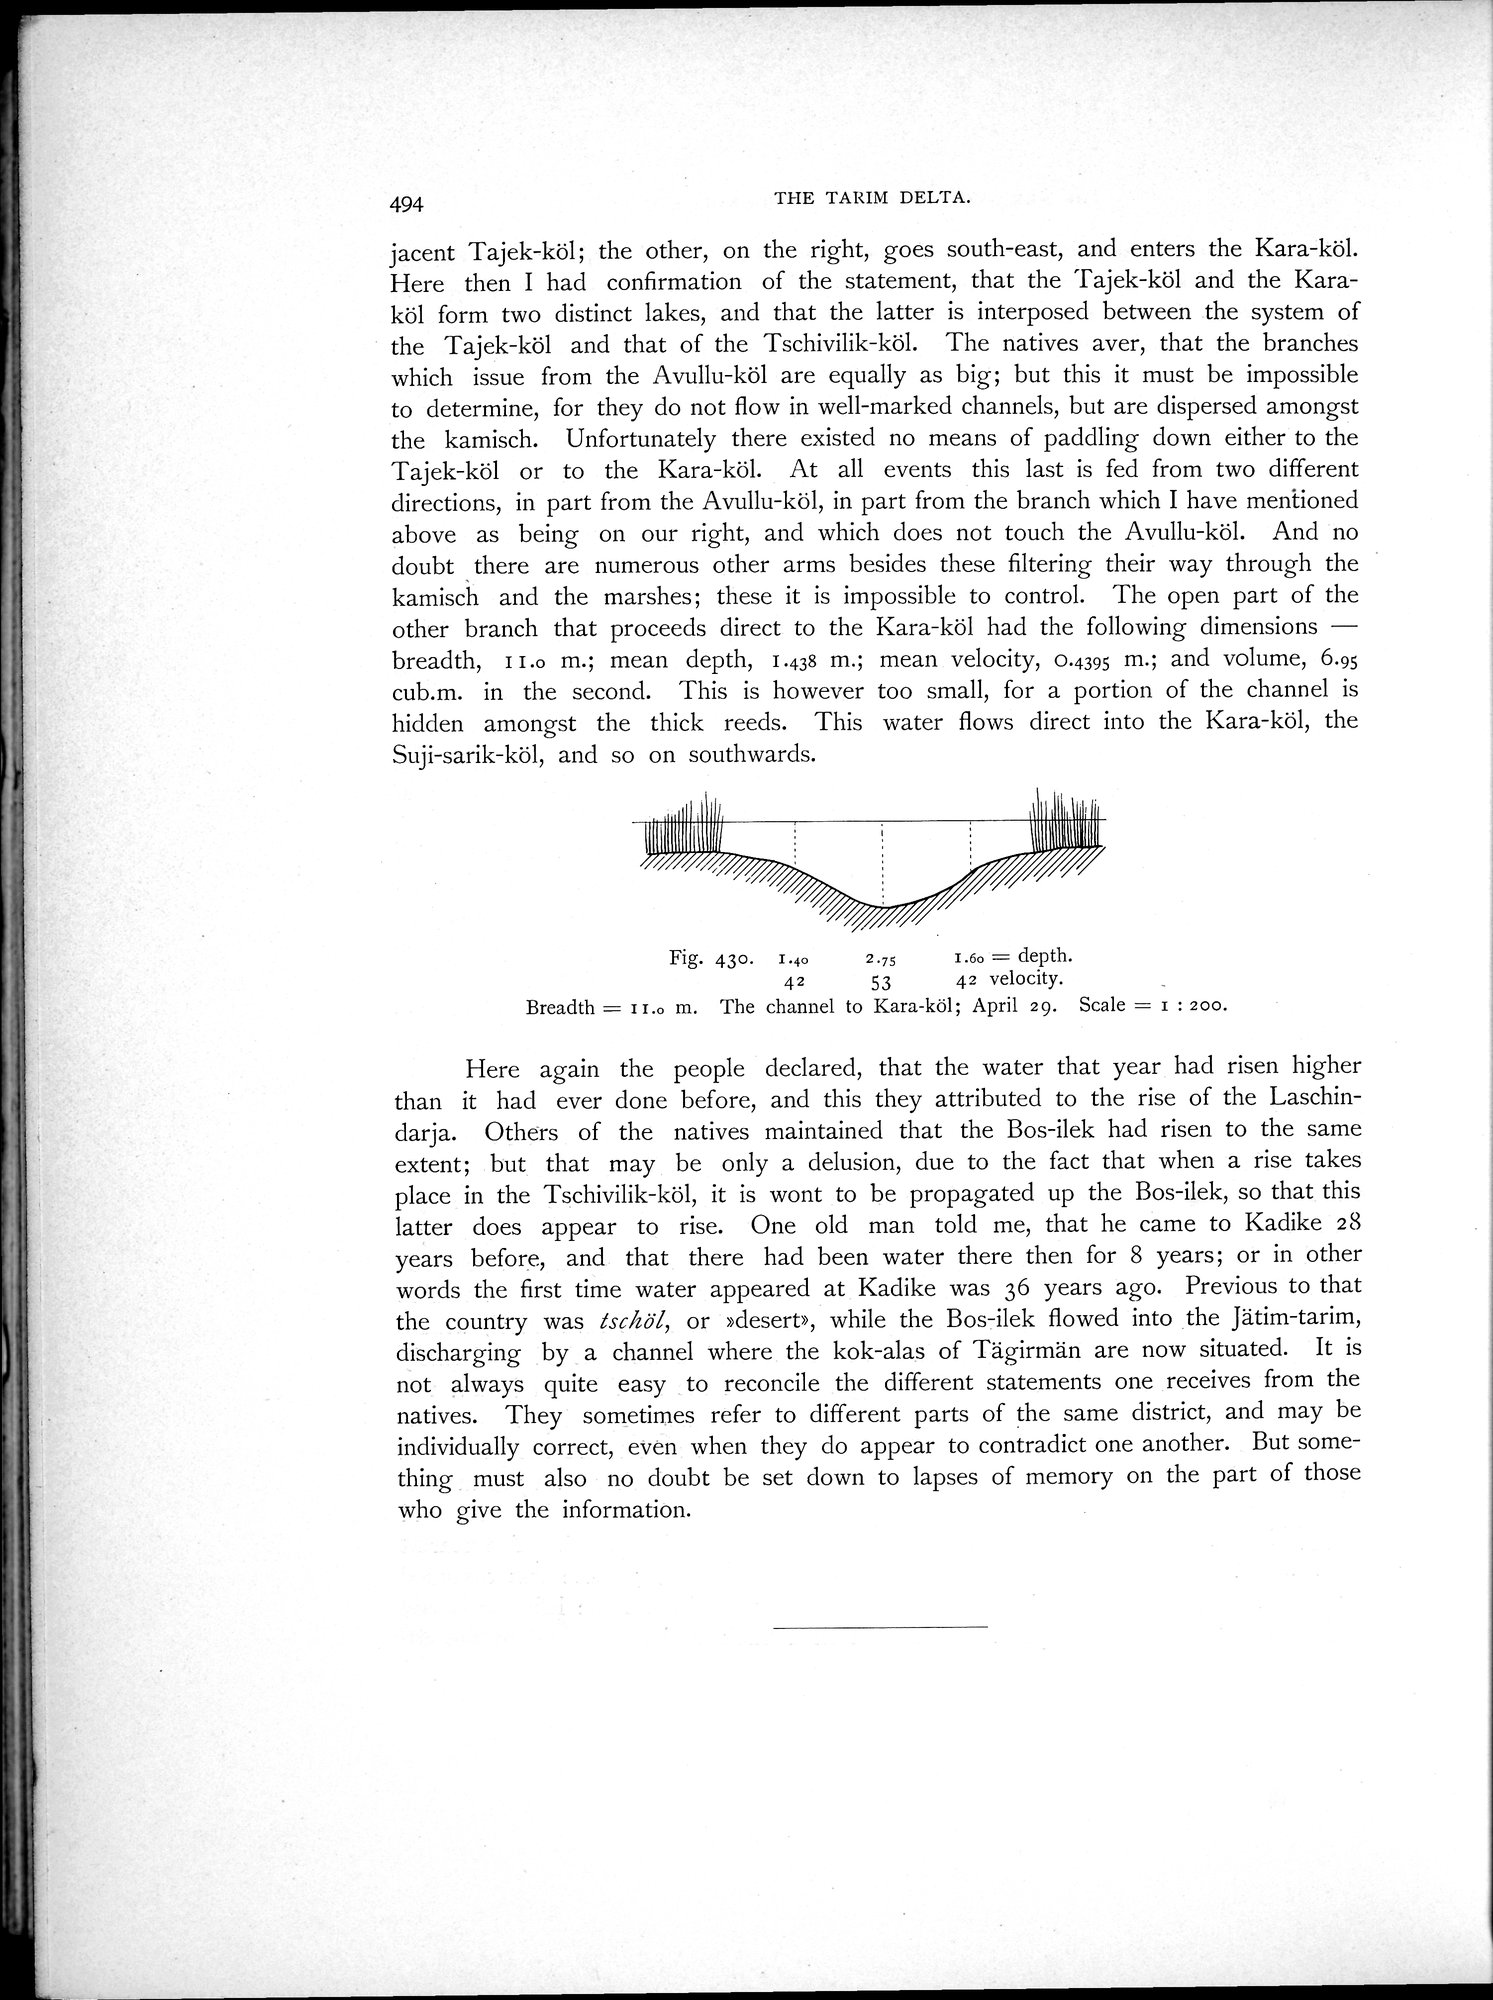 494
THE TARIM DELTA.
jacent Tajek-köl; the other, on the right, goes south-east, and enters the Kara-köl.
Here then I had confirmation of the statement, that the Tajek-köl and the Kara-
köl form two distinct lakes, and that the latter is interposed between the system of
the Tajek-köl and that of the Tschivilik-köl. The natives aver, that the branches
which issue from the Avullu-köl are equally as big; but this it must be impossible
to determine, for they do not flow in well-marked channels, but are dispersed amongst
the kamisch. Unfortunately there existed no means of paddling down either to the
Tajek-köl or to the Kara-köl. At all events this last is fed from two different
directions, in part from the Avullu-köl, in part from the branch which I have mentioned
above as being on our right, and which does not touch the Avullu-köl. And no
doubt there are numerous other arms besides these filtering their way through the
kamisch and the marshes; these it is impossible to control. The open part of the
other branch that proceeds direct to the Kara-köl had the following dimensions —
breadth, 11.0 m.; mean depth, 1.438 m.; mean velocity, 0.4395 m.; and volume, 6.95
cub.m. in the second. This is however too small, for a portion of the channel is
hidden amongst the thick reeds. This water flows direct into the Kara-köl, the
Suji-sarik-köl, and so on southwards.
Fig. 430. 1.40 2.75 1.60 = depth.
42 53 42 velocity.
Breadth = 11.0 m. The channel to Kara-köl; April 29. Scale = 1 : 200.
Here again the people declared, that the water that year had risen higher
than it had ever done before, and this they attributed to the rise of the Laschin-
darja. Others of the natives maintained that the Bos-ilek had risen to the same
extent; but that may be only a delusion, due to the fact that when a rise takes
place in the Tschivilik-köl, it is wont to be propagated up the Bos-ilek, so that this
latter does appear to rise. One old man told me, that he came to Kadike 28
years before, and that there had been water there then for 8 years; or in other
words the first time water appeared at Kadike was 36 years ago. Previous to that
the country was tschöl, or »desert», while the Bos-ilek flowed into the Jätim-tarim,
discharging by a channel where the kok-alas of Tägirmän are now situated. It is
not always quite easy to reconcile the different statements one receives from the
natives. They sometimes refer to different parts of the same district, and may be
individually correct, even when they do appear to contradict one another. But some-
thing must also no doubt be set down to lapses of memory on the part of those
who give the information.